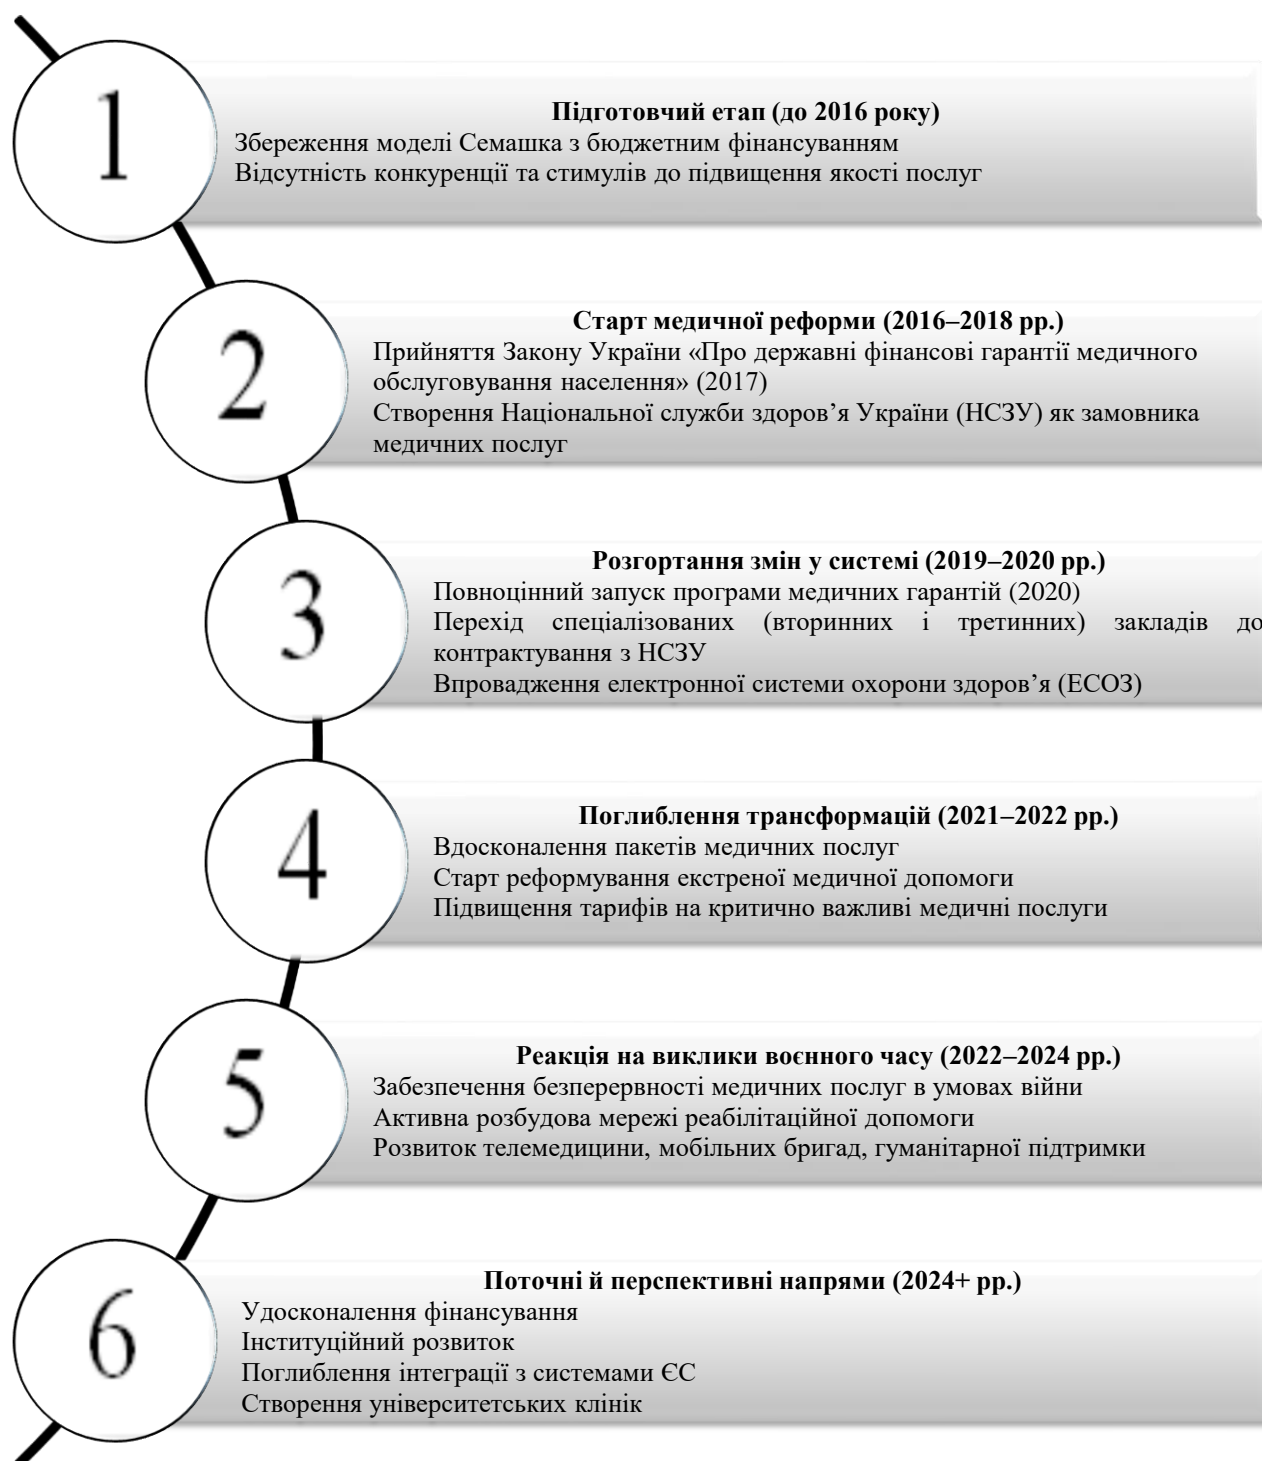 1
Підготовчий етап (до 2016 року)
Збереження моделі Семашка з бюджетним фінансуванням
Відсутність конкуренції та стимулів до підвищення якості послуг
2
Старт медичної реформи (2016–2018 рр.)
Прийняття Закону України «Про державні фінансові гарантії медичного
обслуговування населення» (2017)
Створення Національної служби здоров’я України (НСЗУ) як замовника
медичних послуг
3
Розгортання змін у системі (2019–2020 рр.)
Повноцінний запуск програми медичних гарантій (2020)
Перехід спеціалізованих (вторинних і третинних) закладів до
контрактування з НСЗУ
Впровадження електронної системи охорони здоров’я (ЕСОЗ)
4
Поглиблення трансформацій (2021–2022 рр.)
Вдосконалення пакетів медичних послуг
Старт реформування екстреної медичної допомоги
Підвищення тарифів на критично важливі медичні послуги
5
Реакція на виклики воєнного часу (2022–2024 рр.)
Забезпечення безперервності медичних послуг в умовах війни
Активна розбудова мережі реабілітаційної допомоги
Розвиток телемедицини, мобільних бригад, гуманітарної підтримки
6
Поточні й перспективні напрями (2024+ рр.)
Удосконалення фінансування
Інституційний розвиток
Поглиблення інтеграції з системами ЄС
Створення університетських клінік